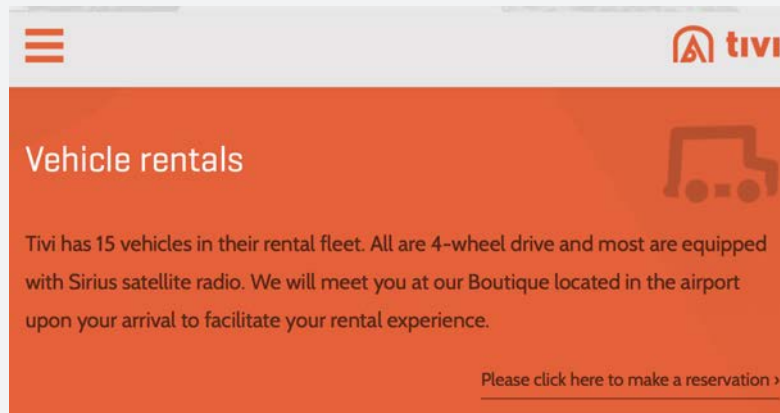 tivi
Vehicle rentals
Tivi has 15 vehicles in their rental fleet. All are 4-wheel drive and most are equipped
with Sirius satellite radio. We will meet you at our Boutique located in the airport
upon your arrival to facilitate your rental experience.
Please click here to make a reservation ›